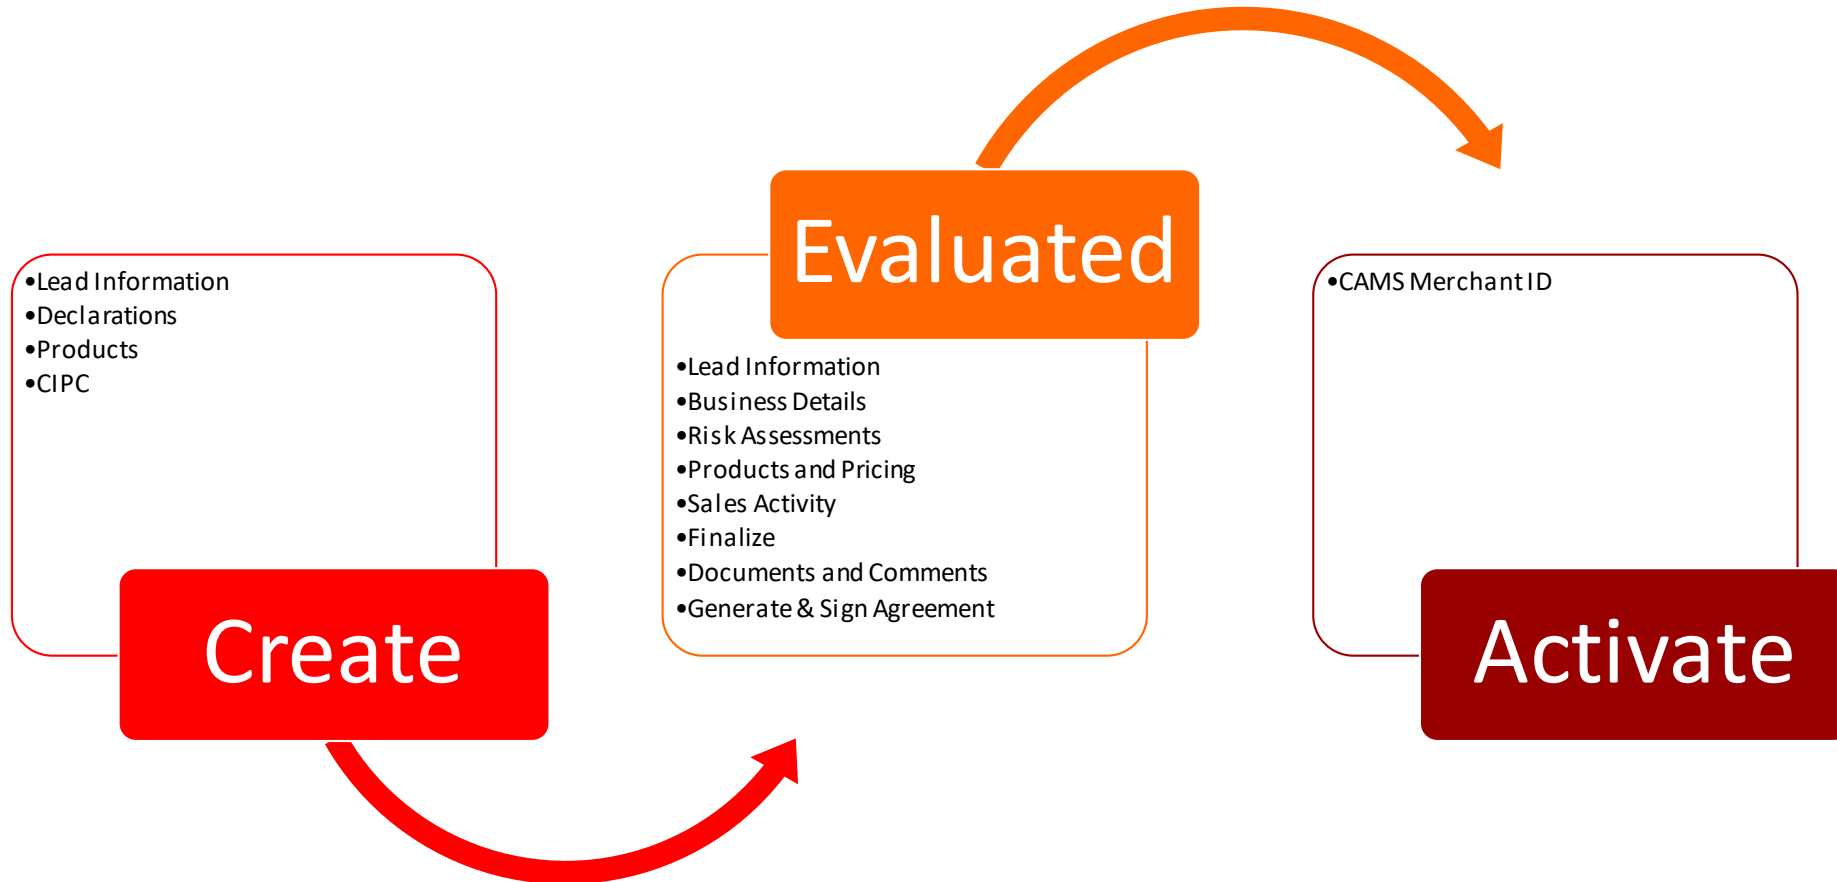 •Lead Information
•Declarations
•Products
•CIPC
Create
Evaluated
•Lead Information
•Business Details
•Risk Assessments
•Products and Pricing
•Sales Activity
•Finalize
•Documents and Comments
•Generate & Sign Agreement
•CAMS Merchant ID
Activate